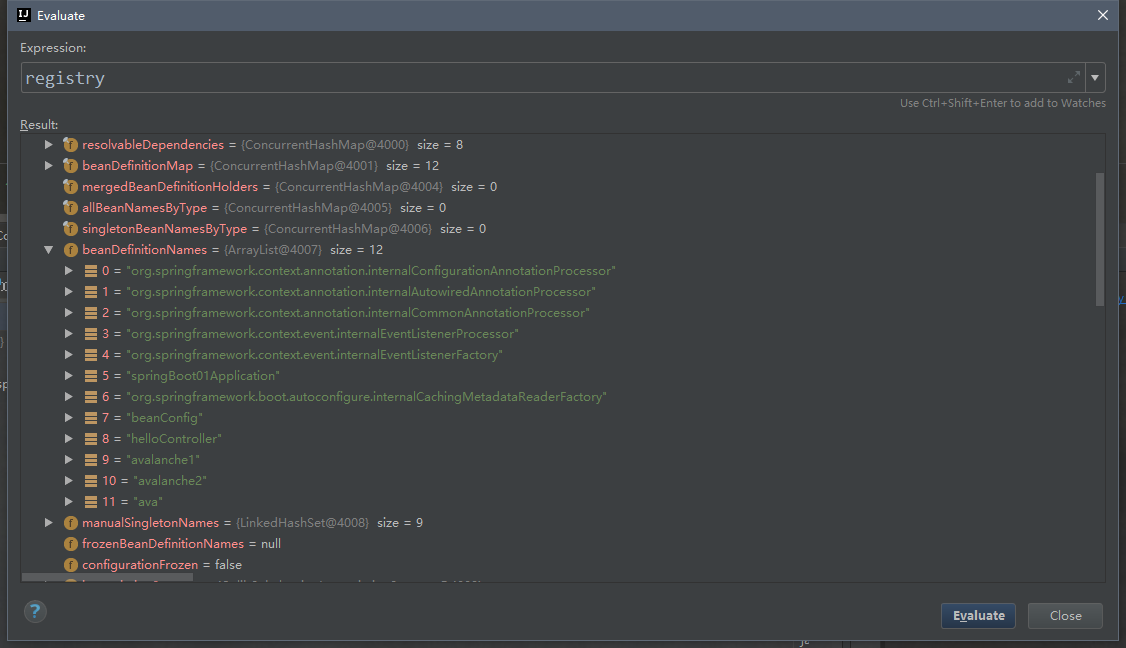 Evaluate
Expression:
registry
Use Ctrl+Shift+Enter to add to Watches
Result:
resolvableDependencies = {ConcurrentHashMap@4000} size = 8
beanDefinitionMap = {ConcurrentHashMap@4001} size = 12
mergedBeanDefinitionHolders = {ConcurrentHashMap@4004} size = 0
allBeanNamesByType = {ConcurrentHashMap@4005} size = 0
singletonBeanNamesByType = {ConcurrentHashMap@4006} size = 0
beanDefinitionNames = {ArrayList@4007} size = 12
0 = "org.springframework.context.annotation.internalConfigurationAnnotationProcessor"
1 = "org.springframework.context.annotation.internalAutowiredAnnotationProcessor"
2 = "org.springframework.context.annotation.internalCommonAnnotationProcessor"
3 = "org.springframework.context.event.internalEventListenerProcessor"
4 = "org.springframework.context.event.internalEventListenerFactory"
5 = "springBoot01Application"
6 = "org.springframework.boot.autoconfigure.internalCachingMetadataReaderFactory"
7 = "beanConfig"
8 = "helloController"
9 = "avalanche1"
10 = "avalanche2"
11 = "ava"
manualSingletonNames = {LinkedHashSet@4008} size = 9
frozenBeanDefinitionNames = null
configurationFrozen = false
? 
Evaluate
Close